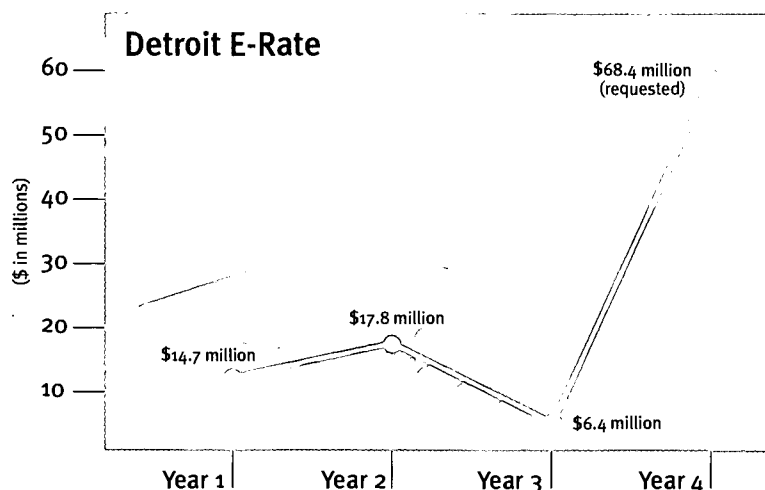 Detroit E-Rate
60
$68.4 million
(requested)
50
40
($ in millions)
30
20
$17.8 million
$14.7 million
10
$6.4 million
Year 1
Year 2
Year 3
Year 4